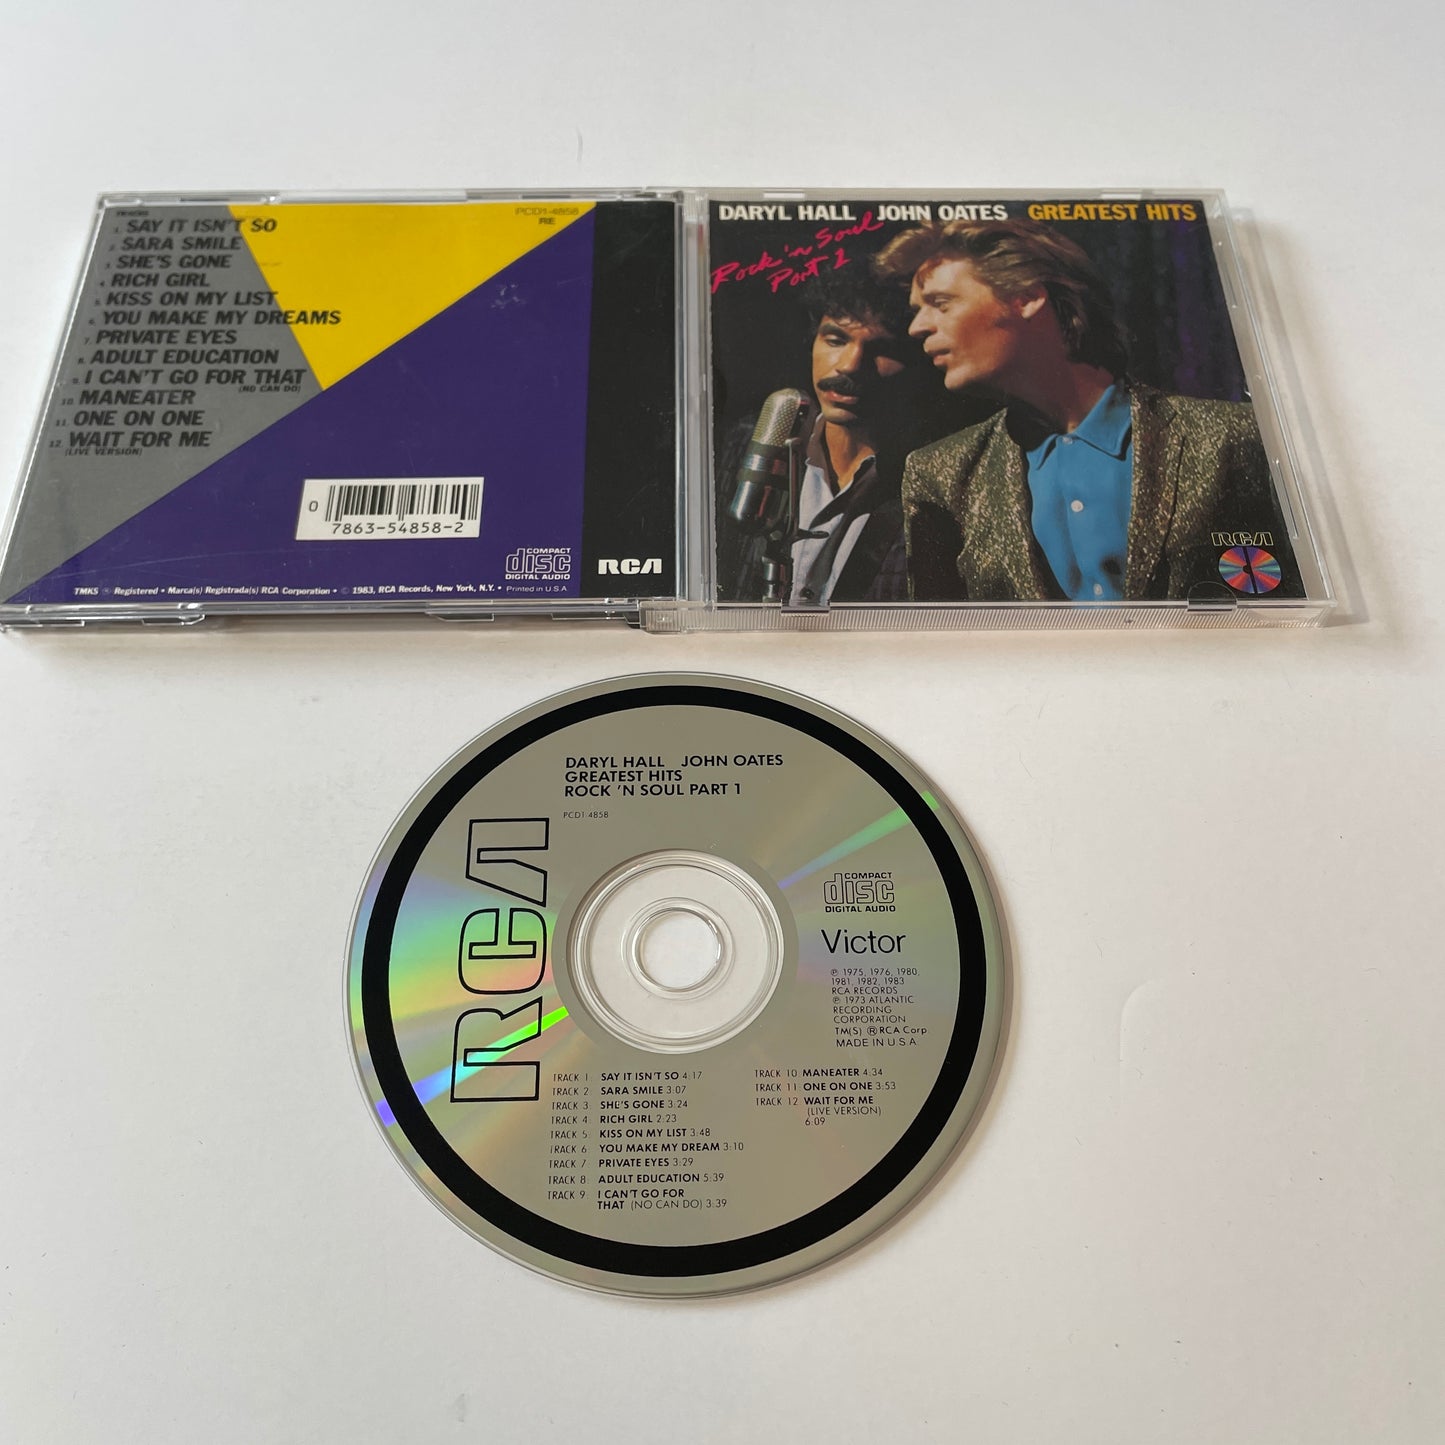 PCD1-4858
RE
1. SAY IT ISN'T SO
2. SARA SMILE
3. SHE'S GONE
4. RICH GIRL
5. KISS ON MY LIST
6. YOU MAKE MY DREAMS
7. PRIVATE EYES
8. ADULT EDUCATION
9. I CAN'T GO FOR THAT
(NO CAN DO)
10. MANEATER
11. ONE ON ONE
12. WAIT FOR ME
(LIVE VERSION)
0 7863-54858-2
COMPACT
disc
DIGITAL AUDIO
RCA
TMKS ® Registered • Marca(s) Registrada(s) RCA Corporation • © 1983, RCA Records, New York, N.Y. • Printed in U.S.A.
DARYL HALL JOHN OATES GREATEST HITS
Rock 'n Soul
Part 1
RCA
DARYL HALL JOHN OATES
GREATEST HITS
ROCK 'N SOUL PART 1
PCD1 4858
RCA
COMPACT
disc
DIGITAL AUDIO
Victor
℗ 1975, 1976, 1980,
1981, 1982, 1983
RCA RECORDS
℗ 1973 ATLANTIC
RECORDING
CORPORATION
TM(S) ® RCA Corp.
MADE IN U.S.A.
TRACK 1: SAY IT ISN'T SO 4:17
TRACK 2: SARA SMILE 3:07
TRACK 3: SHE'S GONE 3:24
TRACK 4: RICH GIRL 2:23
TRACK 5: KISS ON MY LIST 3:48
TRACK 6: YOU MAKE MY DREAM 3:10
TRACK 7: PRIVATE EYES 3:29
TRACK 8: ADULT EDUCATION 5:39
TRACK 9: I CAN'T GO FOR
THAT (NO CAN DO) 3:39
TRACK 10: MANEATER 4:34
TRACK 11: ONE ON ONE 3:53
TRACK 12: WAIT FOR ME
(LIVE VERSION)
6:09